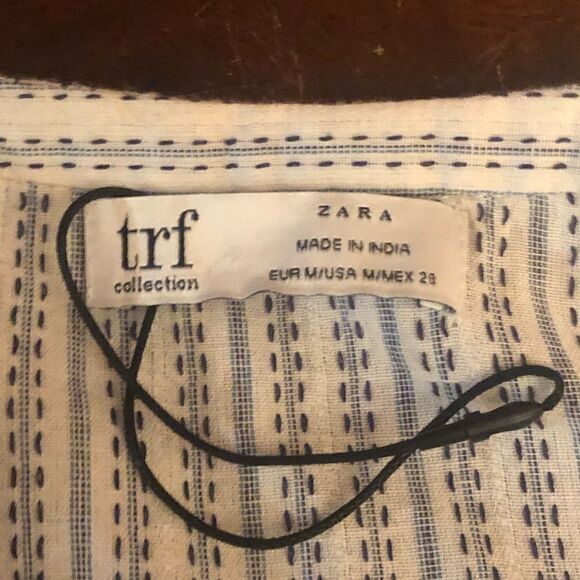 trf
collection
ZARA
MADE IN INDIA
EUR M/USA M/MEX 28